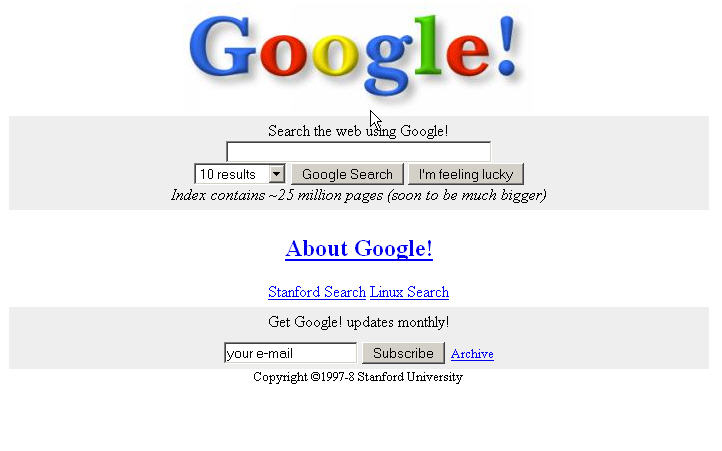 Google!
Search the web using Google!
10 results Google Search I'm feeling lucky
Index contains ~25 million pages (soon to be much bigger)
About Google!
Stanford Search Linux Search
Get Google! updates monthly!
your e-mail Subscribe Archive
Copyright ©1997-8 Stanford University